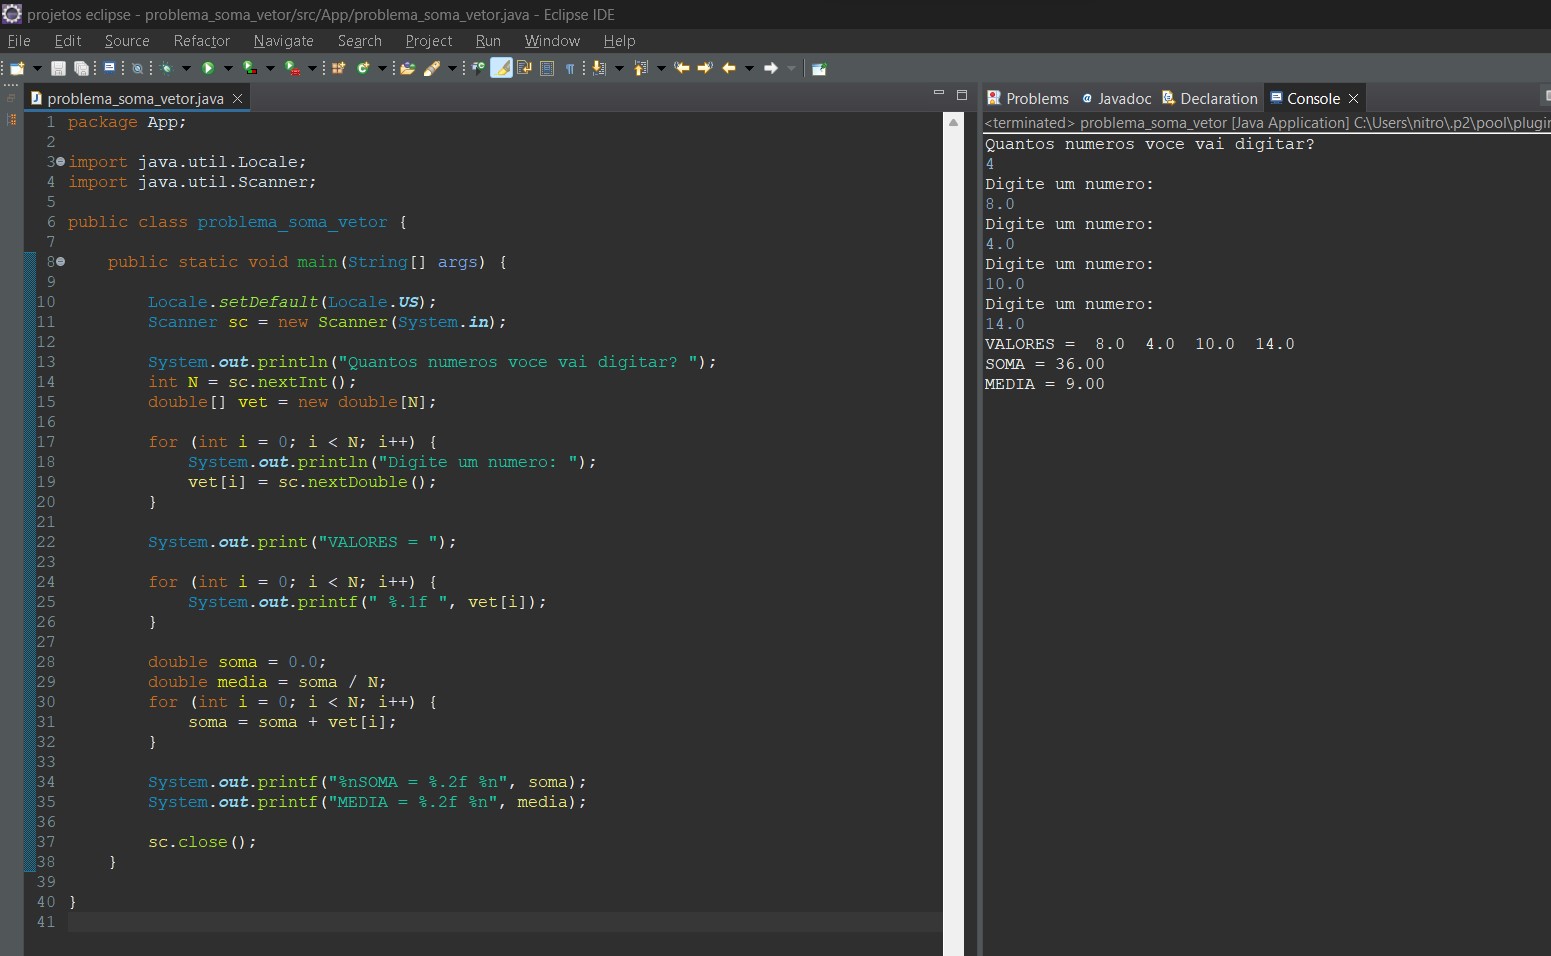 projetos eclipse - problema_soma_vetor/src/App/problema_soma_vetor.java - Eclipse IDE
File Edit Source Refactor Navigate Search Project Run Window Help
problema_soma_vetor.java
1 package App;
2
3 import java.util.Locale;
4 import java.util.Scanner;
5
6 public class problema_soma_vetor {
7
8 public static void main(String[] args) {
9
10 Locale.setDefault(Locale.US);
11 Scanner sc = new Scanner(System.in);
12
13 System.out.println("Quantos numeros voce vai digitar? ");
14 int N = sc.nextInt();
15 double[] vet = new double[N];
16
17 for (int i = 0; i < N; i++) {
18 System.out.println("Digite um numero: ");
19 vet[i] = sc.nextDouble();
20 }
21
22 System.out.print("VALORES = ");
23
24 for (int i = 0; i < N; i++) {
25 System.out.printf(" %.1f ", vet[i]);
26 }
27
28 double soma = 0.0;
29 double media = soma / N;
30 for (int i = 0; i < N; i++) {
31 soma = soma + vet[i];
32 }
33
34 System.out.printf("%nSOMA = %.2f %n", soma);
35 System.out.printf("MEDIA = %.2f %n", media);
36
37 sc.close();
38 }
39
40 }
41
Problems Javadoc Declaration Console
<terminated> problema_soma_vetor [Java Application] C:\Users\nitro\.p2\pool\plugin
Quantos numeros voce vai digitar?
4
Digite um numero:
8.0
Digite um numero:
4.0
Digite um numero:
10.0
Digite um numero:
14.0
VALORES = 8.0 4.0 10.0 14.0
SOMA = 36.00
MEDIA = 9.00